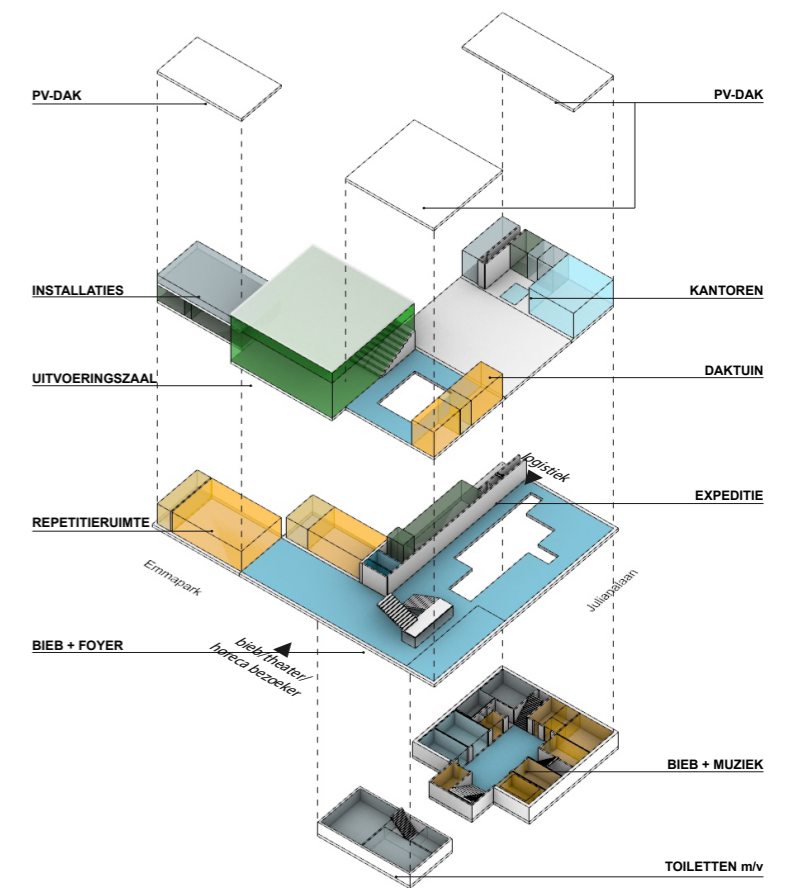 PV-DAK
PV-DAK
INSTALLATIES
KANTOREN
DAKTUIN
UITVOERINGSZAAL
logistiek
EXPEDITIE
REPETITIERUIMTE
Emmapark
Julianalaan
BIEB + FOYER
bieb/theater/
horeca bezoeker
BIEB + MUZIEK
TOILETTEN m/v